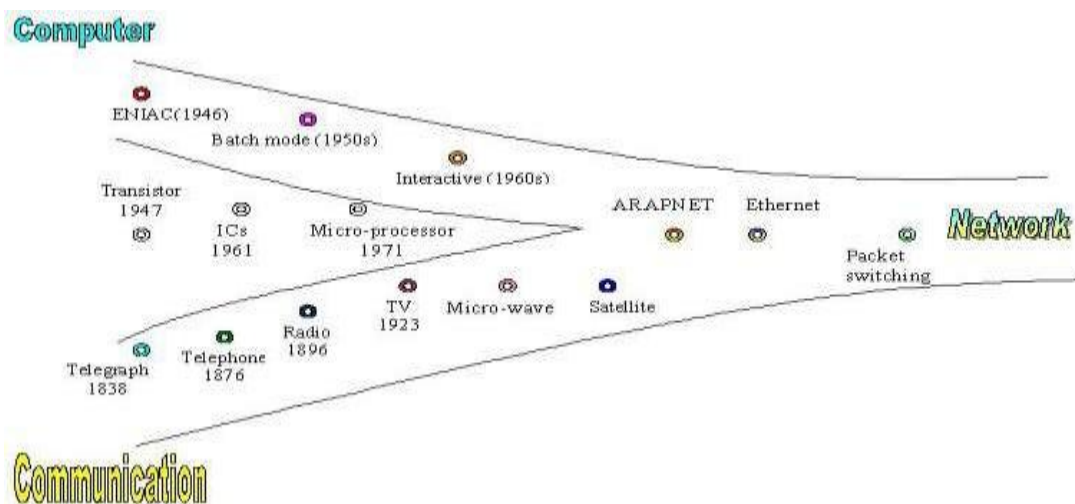 Computer
ENIAC(1946)
Batch mode (1950s)
Interactive (1960s)
Transistor
1947
ICs
1961
Micro-processor
1971
ARAPNET
Ethernet
Network
Packet
switching
TV
1923
Micro-wave
Satellite
Radio
1896
Telephone
1876
Telegraph
1838
Communication